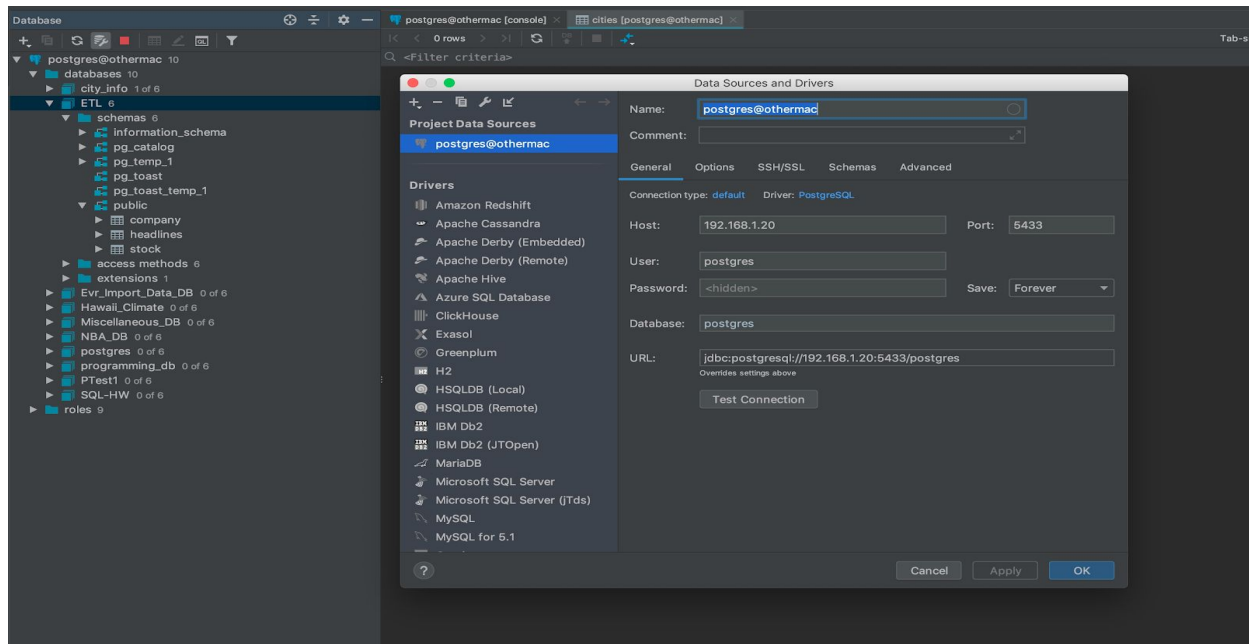 Database
postgres@othermac [console]
cities [postgres@othermac]
0 rows
Tab-s
<Filter criteria>
postgres@othermac 10
databases 10
city_info 1 of 6
ETL 6
schemas 6
information_schema
pg_catalog
pg_temp_1
pg_toast
pg_toast_temp_1
public
company
headlines
stock
access methods 6
extensions 1
Evr_Import_Data_DB 0 of 6
Hawaii_Climate 0 of 6
Miscellaneous_DB 0 of 6
NBA_DB 0 of 6
postgres 0 of 6
programming_db 0 of 6
PTest1 0 of 6
SQL-HW 0 of 6
roles 9
Data Sources and Drivers
Project Data Sources
postgres@othermac
Drivers
Amazon Redshift
Apache Cassandra
Apache Derby (Embedded)
Apache Derby (Remote)
Apache Hive
Azure SQL Database
ClickHouse
Exasol
Greenplum
H2
HSQLDB (Local)
HSQLDB (Remote)
IBM Db2
IBM Db2 (JTOpen)
MariaDB
Microsoft SQL Server
Microsoft SQL Server (jTds)
MySQL
MySQL for 5.1
Name: postgres@othermac
Comment:
General Options SSH/SSL Schemas Advanced
Connection type: default Driver: PostgreSQL
Host: 192.168.1.20 Port: 5433
User: postgres
Password: <hidden> Save: Forever
Database: postgres
URL: jdbc:postgresql://192.168.1.20:5433/postgres
Overrides settings above
Test Connection
?
Cancel Apply OK